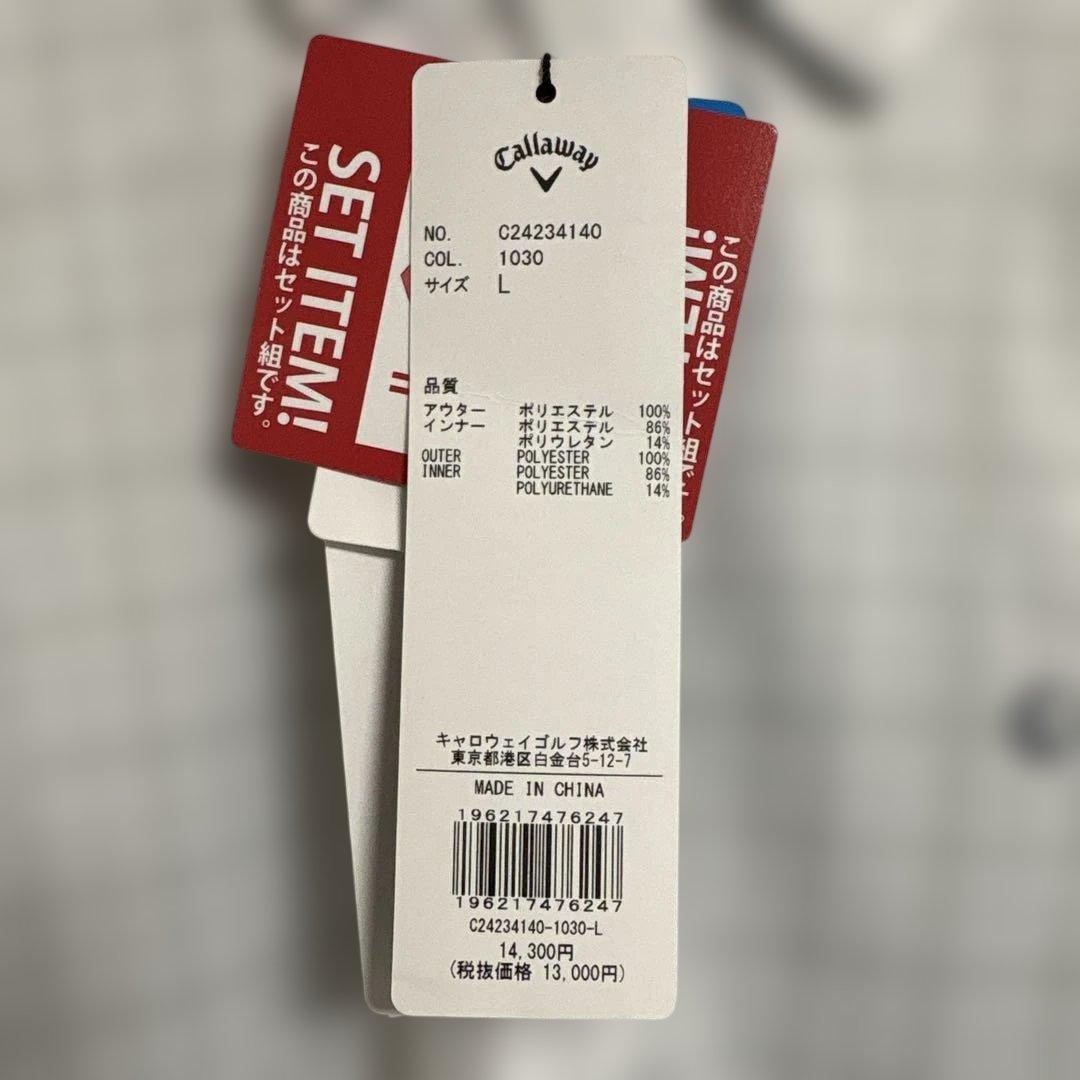 SET ITEM!
この商品はセット組です。
Callaway
NO. C24234140
COL. 1030
サイズ L
品質
アウター ポリエステル 100%
インナー ポリエステル 86%
ポリウレタン 14%
OUTER POLYESTER 100%
INNER POLYESTER 86%
POLYURETHANE 14%
キャロウェイゴルフ株式会社
東京都港区白金台5-12-7
MADE IN CHINA
196217476247
196217476247
C24234140-1030-L
14,300円
(税抜価格 13,000円)
この商品はセット組で